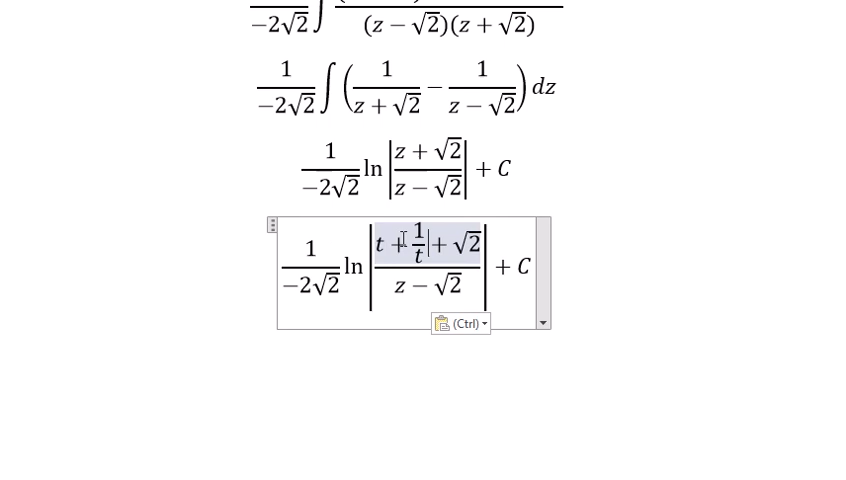 1/(-2√2) ∫ /((z − √2)(z + √2))
1/(-2√2) ∫ (1/(z + √2) − 1/(z − √2)) dz
1/(-2√2) ln |(z + √2)/(z − √2)| + C
1/(-2√2) ln |(t + 1/t + √2)/(z − √2)| + C
(Ctrl)